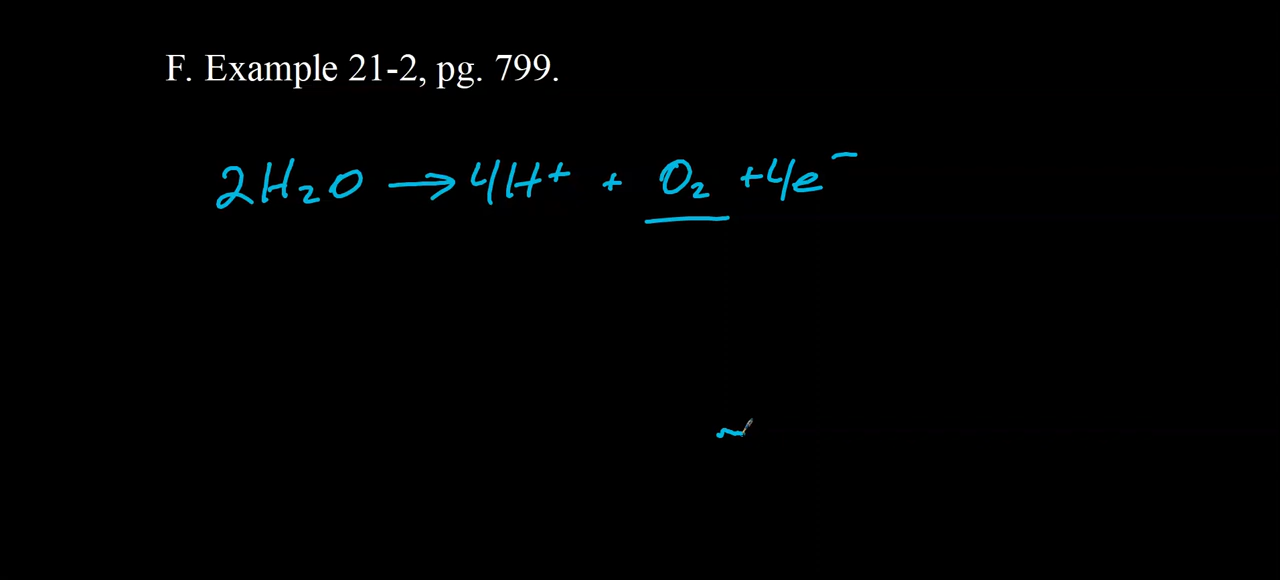 F. Example 21-2, pg. 799.
2H₂O → 4H⁺ + O₂ + 4e⁻